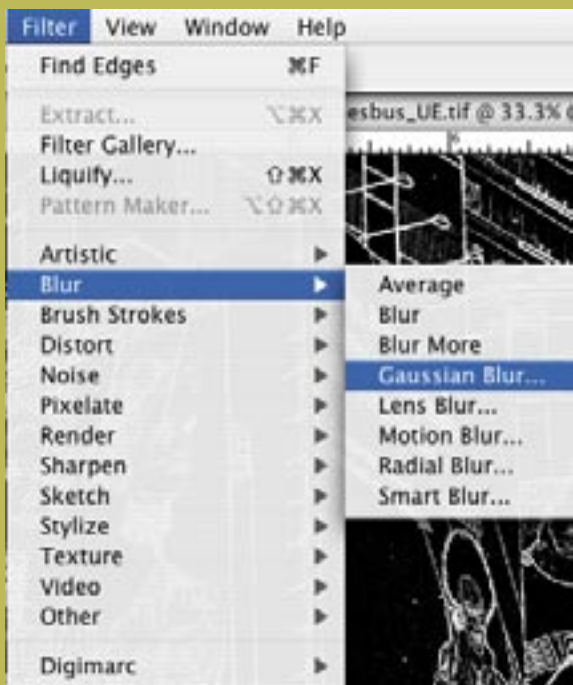 Filter View Window Help
Find Edges ⌘F
Extract... ⌥⌘X
esbus_UE.tif @ 33.3%
Filter Gallery...
Liquify... ⇧⌘X
Pattern Maker... ⌥⇧⌘X
Artistic
Blur
Brush Strokes
Distort
Noise
Pixelate
Render
Sharpen
Sketch
Stylize
Texture
Video
Other
Digimarc
Average
Blur
Blur More
Gaussian Blur...
Lens Blur...
Motion Blur...
Radial Blur...
Smart Blur...